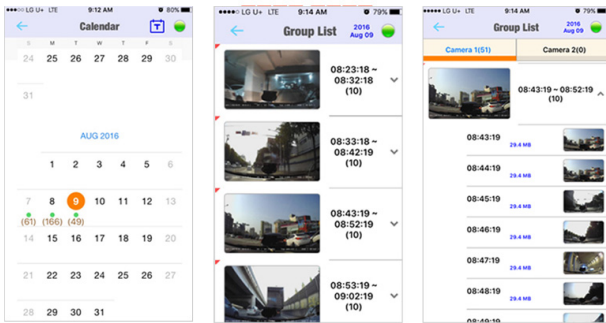 ●●●○○ LG U+ LTE 9:12 AM 80%
Calendar T
S M T W T F S
24 25 26 27 28 29 30
31
AUG 2016
1 2 3 4 5 6
7 8 9 10 11 12 13
(61) (166) (49)
14 15 16 17 18 19 20
21 22 23 24 25 26 27
28 29 30 31
●●●●○ LG U+ LTE 9:14 AM 79%
Group List
2016
Aug 09
08:23:18 ~
08:32:18
(10)
08:33:18 ~
08:42:19
(10)
08:43:19 ~
08:52:19
(10)
08:53:19 ~
09:02:19
(10)
●●●●● LG U+ LTE 9:14 AM 79%
Group List
2016
Aug 09
Camera 1(51) Camera 2(0)
08:43:19 ~ 08:52:19
(10)
08:43:19
29.4 MB
08:44:19
29.4 MB
08:45:19
29.4 MB
08:46:19
29.4 MB
08:47:19
29.4 MB
08:48:19
29.4 MB
08:49:19